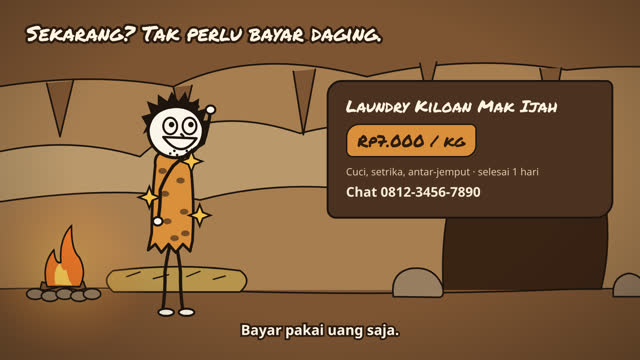 Sekarang? Tak perlu bayar daging.
Laundry Kiloan Mak Ijah
Rp7.000 / kg
Cuci, setrika, antar-jemput · selesai 1 hari
Chat 0812-3456-7890
Bayar pakai uang saja.